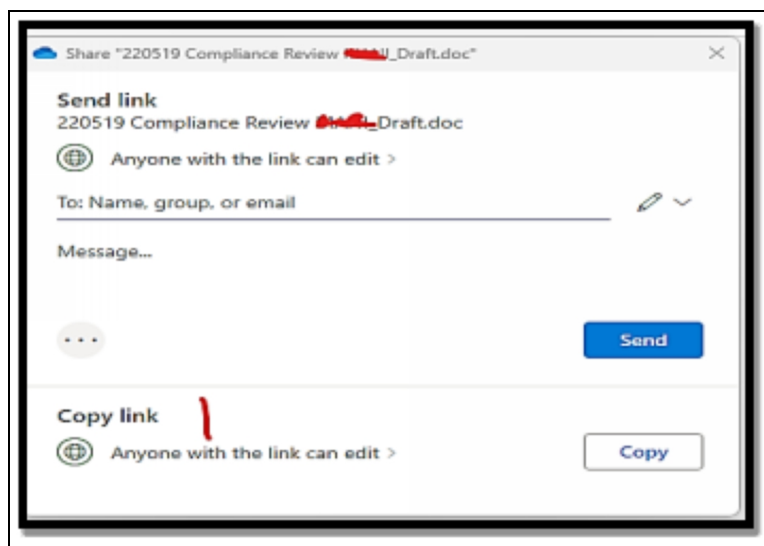 Share "220519 Compliance Review _Draft.doc"
Send link
220519 Compliance Review _Draft.doc
Anyone with the link can edit >
To: Name, group, or email
Message...
...
Send
Copy link
Anyone with the link can edit >
Copy